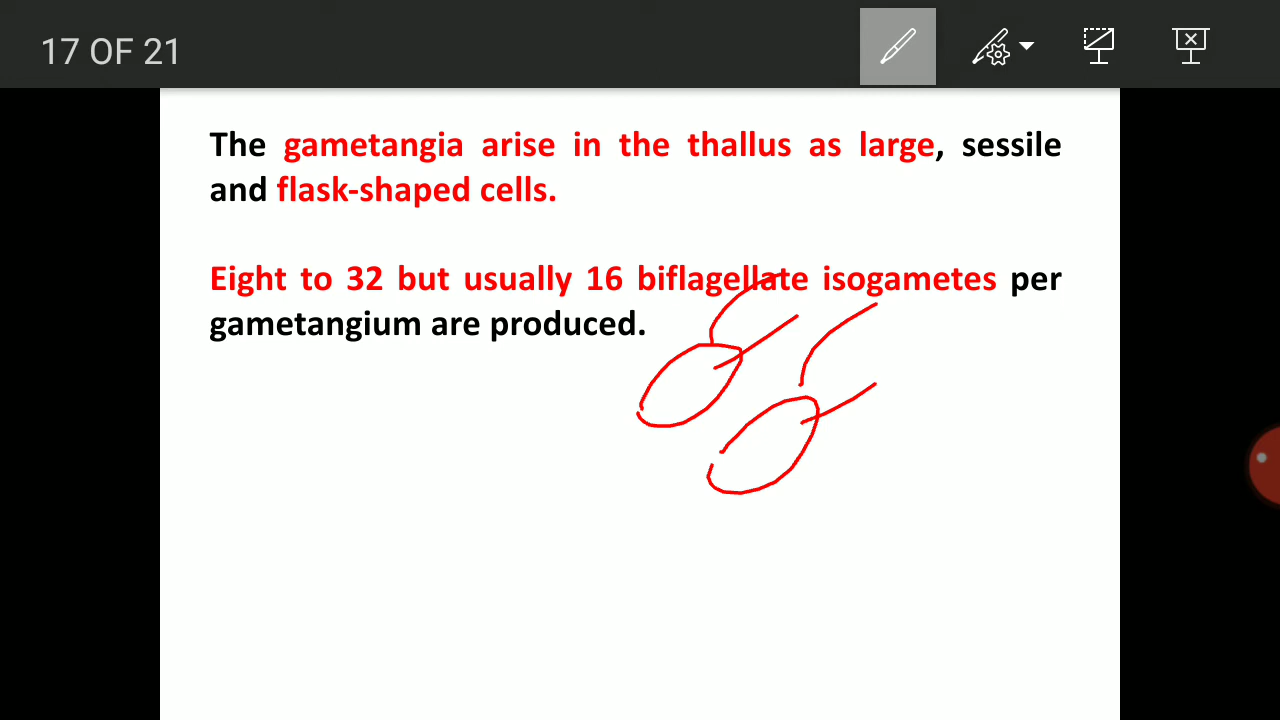 17 OF 21
The gametangia arise in the thallus as large, sessile
and flask-shaped cells.
Eight to 32 but usually 16 biflagellate isogametes per
gametangium are produced.